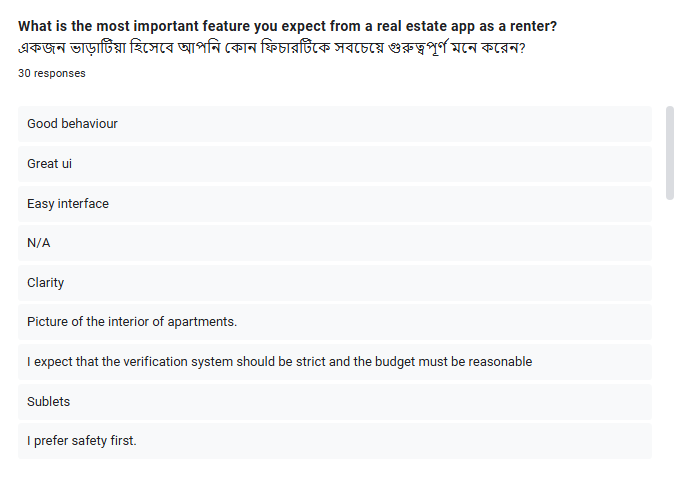 What is the most important feature you expect from a real estate app as a renter?
একজন ভাড়াটিয়া হিসেবে আপনি কোন ফিচারটিকে সবচেয়ে গুরুত্বপূর্ণ মনে করেন?
30 responses
Good behaviour
Great ui
Easy interface
N/A
Clarity
Picture of the interior of apartments.
I expect that the verification system should be strict and the budget must be reasonable
Sublets
I prefer safety first.